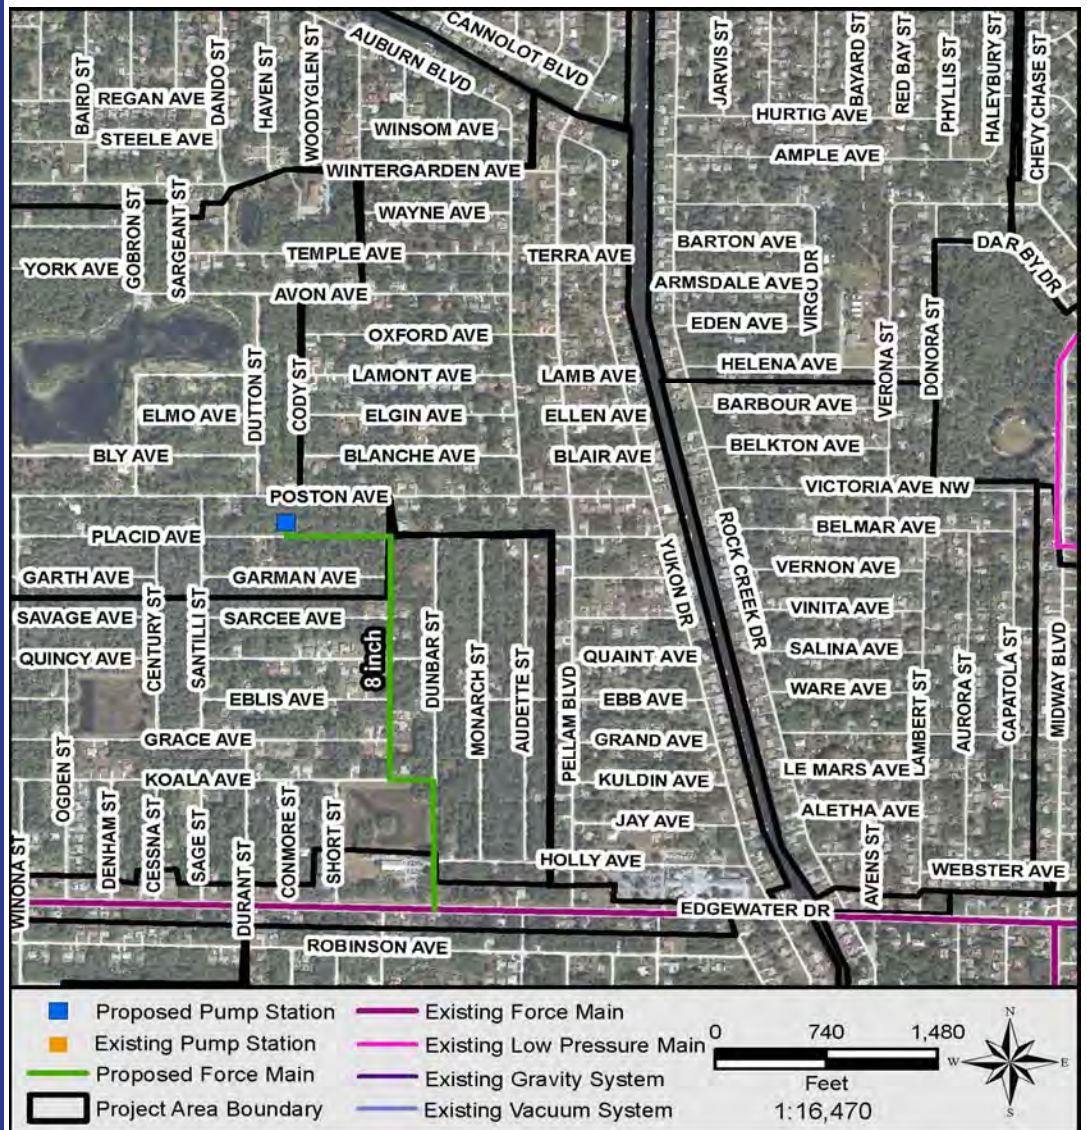 CANNOLOT BLVD
AUBURN BLVD
BAIRD ST
REGAN AVE
STEELE AVE
DANDO ST
HAVEN ST
WOODYGLEN ST
WINSOM AVE
JARVIS ST
HURTIG AVE
BAYARD ST
RED BAY ST
PHYLLIS ST
HALEYBURY ST
CHEVY CHASE ST
AMPLE AVE
WINTERGARDEN AVE
WAYNE AVE
GOBRON ST
SARGEANT ST
YORK AVE
TEMPLE AVE
TERRA AVE
BARTON AVE
DARBY DR
AVON AVE
ARMSDALE AVE
VIRGO DR
OXFORD AVE
EDEN AVE
HELENA AVE
DUTTON ST
CODY ST
LAMONT AVE
LAMB AVE
VERONA ST
DONORA ST
ELMO AVE
ELGIN AVE
ELLEN AVE
BARBOUR AVE
BLY AVE
BLANCHE AVE
BLAIR AVE
BELKTON AVE
POSTON AVE
VICTORIA AVE NW
PLACID AVE
BELMAR AVE
YUKON DR
ROCK CREEK DR
GARTH AVE
GARMAN AVE
VERNON AVE
SAVAGE AVE
CENTURY ST
SANTILLI ST
SARCEE AVE
VINITA AVE
QUINCY AVE
8 inch
DUNBAR ST
MONARCH ST
AUDETTE ST
PELLAM BLVD
QUAINT AVE
SALINA AVE
EBLIS AVE
EBB AVE
WARE AVE
LAMBERT ST
AURORA ST
CAPATOLA ST
MIDWAY BLVD
GRACE AVE
GRAND AVE
OGDEN ST
KOALA AVE
KULDIN AVE
LE MARS AVE
DENHAM ST
CESSNA ST
SAGE ST
CONMORE ST
SHORT ST
JAY AVE
ALETHA AVE
WINONA ST
DURANT ST
HOLLY AVE
AVENS ST
WEBSTER AVE
EDGEWATER DR
ROBINSON AVE
Proposed Pump Station
Existing Pump Station
Proposed Force Main
Project Area Boundary
Existing Force Main
Existing Low Pressure Main
Existing Gravity System
Existing Vacuum System
0 740 1,480
Feet
1:16,470
N
W E
S